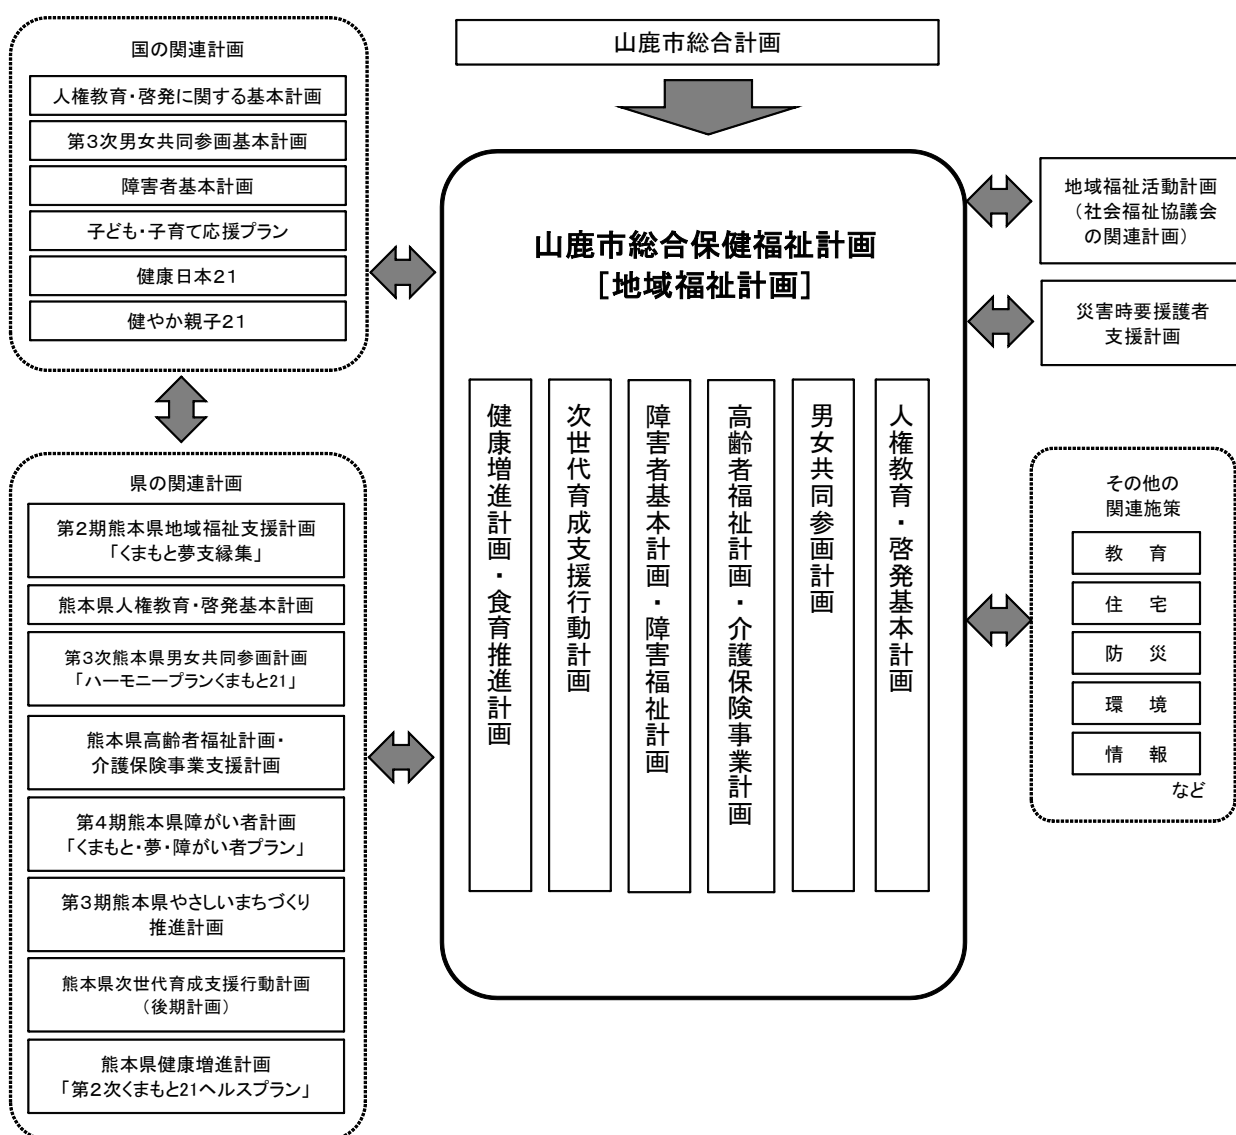 国の関連計画
人権教育・啓発に関する基本計画
第3次男女共同参画基本計画
障害者基本計画
子ども・子育て応援プラン
健康日本21
健やか親子21
県の関連計画
第2期熊本県地域福祉支援計画
「くまもと夢支縁集」
熊本県人権教育・啓発基本計画
第3次熊本県男女共同参画計画
「ハーモニープランくまもと21」
熊本県高齢者福祉計画・
介護保険事業支援計画
第4期熊本県障がい者計画
「くまもと・夢・障がい者プラン」
第3期熊本県やさしいまちづくり
推進計画
熊本県次世代育成支援行動計画
（後期計画）
熊本県健康増進計画
「第2次くまもと21ヘルスプラン」
山鹿市総合計画
山鹿市総合保健福祉計画
［地域福祉計画］
健康増進計画・食育推進計画
次世代育成支援行動計画
障害者基本計画・障害福祉計画
高齢者福祉計画・介護保険事業計画
男女共同参画計画
人権教育・啓発基本計画
地域福祉活動計画
（社会福祉協議会
の関連計画）
災害時要援護者
支援計画
その他の
関連施策
教　育
住　宅
防　災
環　境
情　報
など